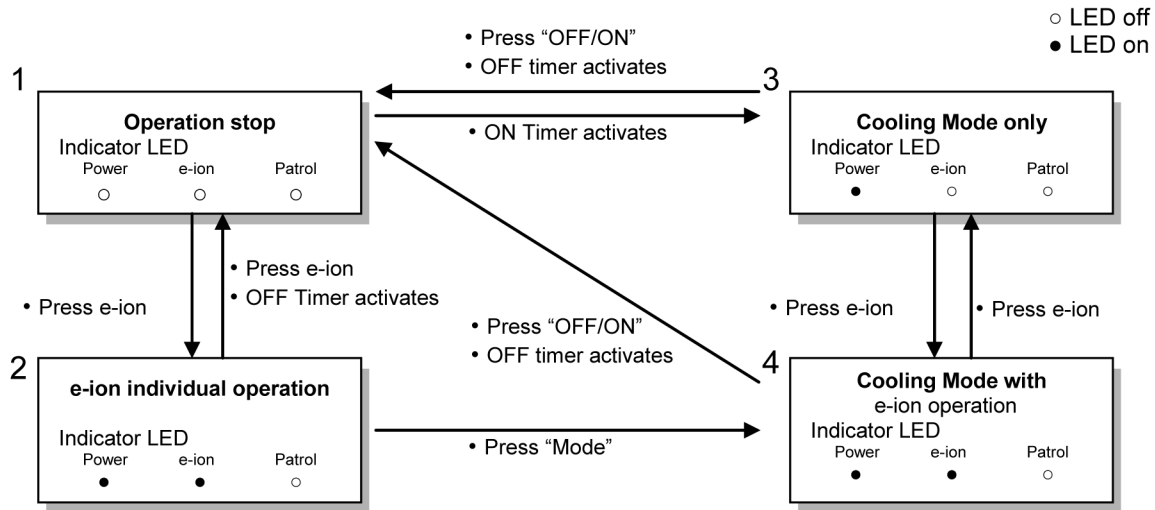 ○ LED off
● LED on
• Press “OFF/ON”
• OFF timer activates
• ON Timer activates
1
Operation stop
Indicator LED
Power e-ion Patrol
○ ○ ○
3
Cooling Mode only
Indicator LED
Power e-ion Patrol
● ○ ○
• Press e-ion
• Press e-ion
• OFF Timer activates
• Press “OFF/ON”
• OFF timer activates
• Press e-ion
• Press e-ion
2
e-ion individual operation
Indicator LED
Power e-ion Patrol
● ● ○
• Press “Mode”
4
Cooling Mode with
e-ion operation
Indicator LED
Power e-ion Patrol
● ● ○